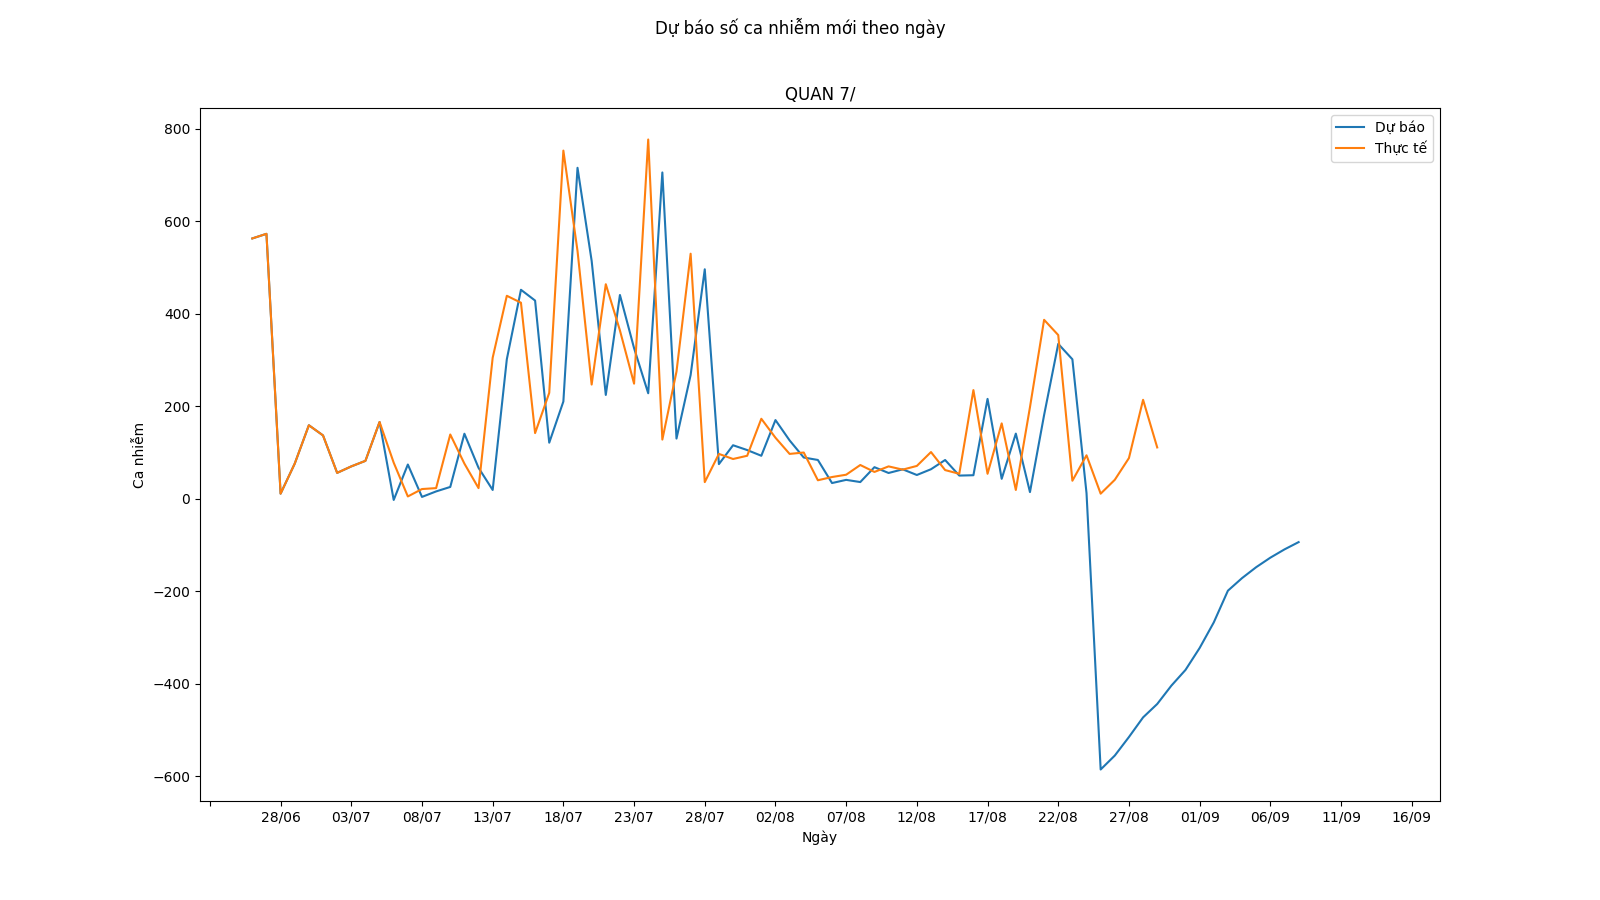 Dự báo số ca nhiễm mới theo ngày
QUAN 7/
Dự báo
Thực tế
Ca nhiễm
800
600
400
200
0
−200
−400
−600
28/06 03/07 08/07 13/07 18/07 23/07 28/07 02/08 07/08 12/08 17/08 22/08 27/08 01/09 06/09 11/09 16/09
Ngày